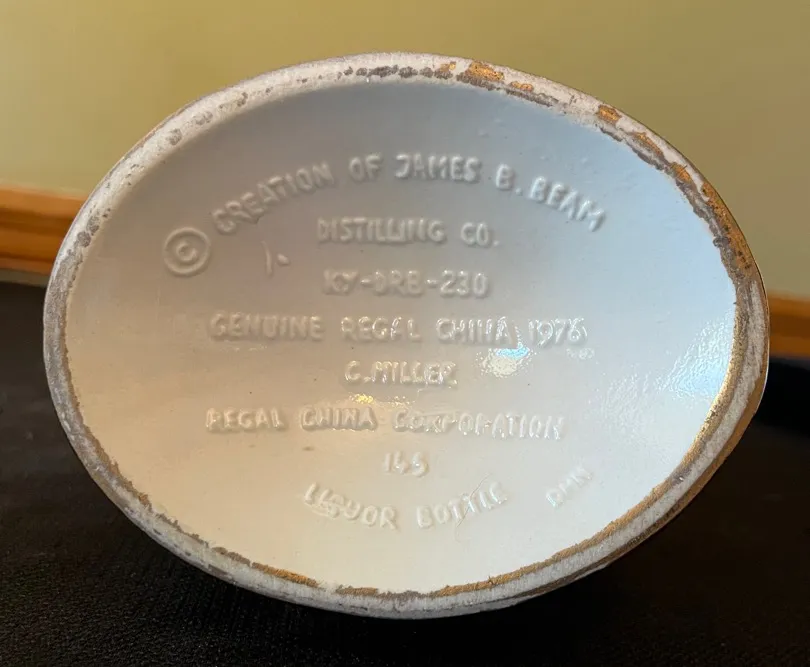 © CREATION OF JAMES B. BEAM
DISTILLING CO.
KY-DRB-230
GENUINE REGAL CHINA 1976
C. MILLER
REGAL CHINA CORPORATION
165
LIQUOR BOTTLE